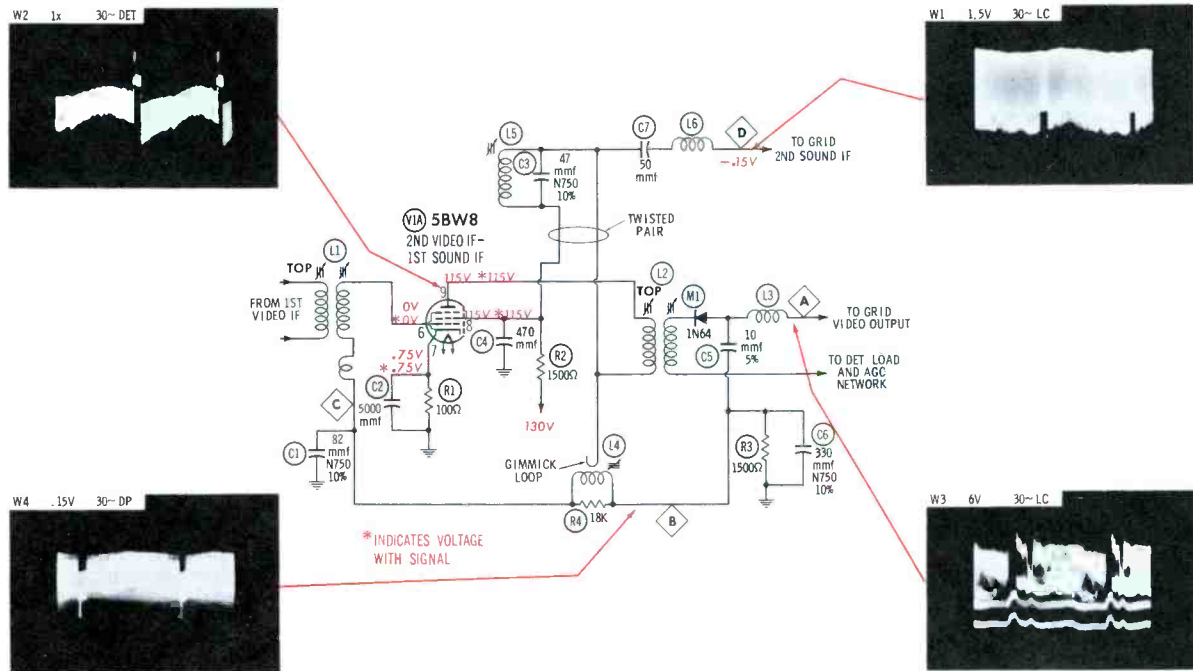 W2 1x 30~ DET
W1 1.5V 30~ LC
L5
C3
47
mmf
N750
10%
C7
50
mmf
L6
D
-.15V
TO GRID
2ND SOUND IF
V1A 5BW8
2ND VIDEO IF-
1ST SOUND IF
TWISTED
PAIR
L1
TOP
FROM 1ST
VIDEO IF
115V *115V
9
0V
*0V
6
7
8
115V *115V
.75V
*.75V
C4
470
mmf
C2
5000
mmf
R1
100Ω
R2
1500Ω
130V
L2
TOP
M1
1N64
L3
A
TO GRID
VIDEO OUTPUT
10
mmf
5%
C5
TO DET LOAD
AND AGC
NETWORK
C
C1
82
mmf
N750
10%
GIMMICK
LOOP
L4
R4
18K
B
R3
1500Ω
C6
330
mmf
N750
10%
*INDICATES VOLTAGE
WITH SIGNAL
W4 .15V 30~ DP
W3 6V 30~ LC